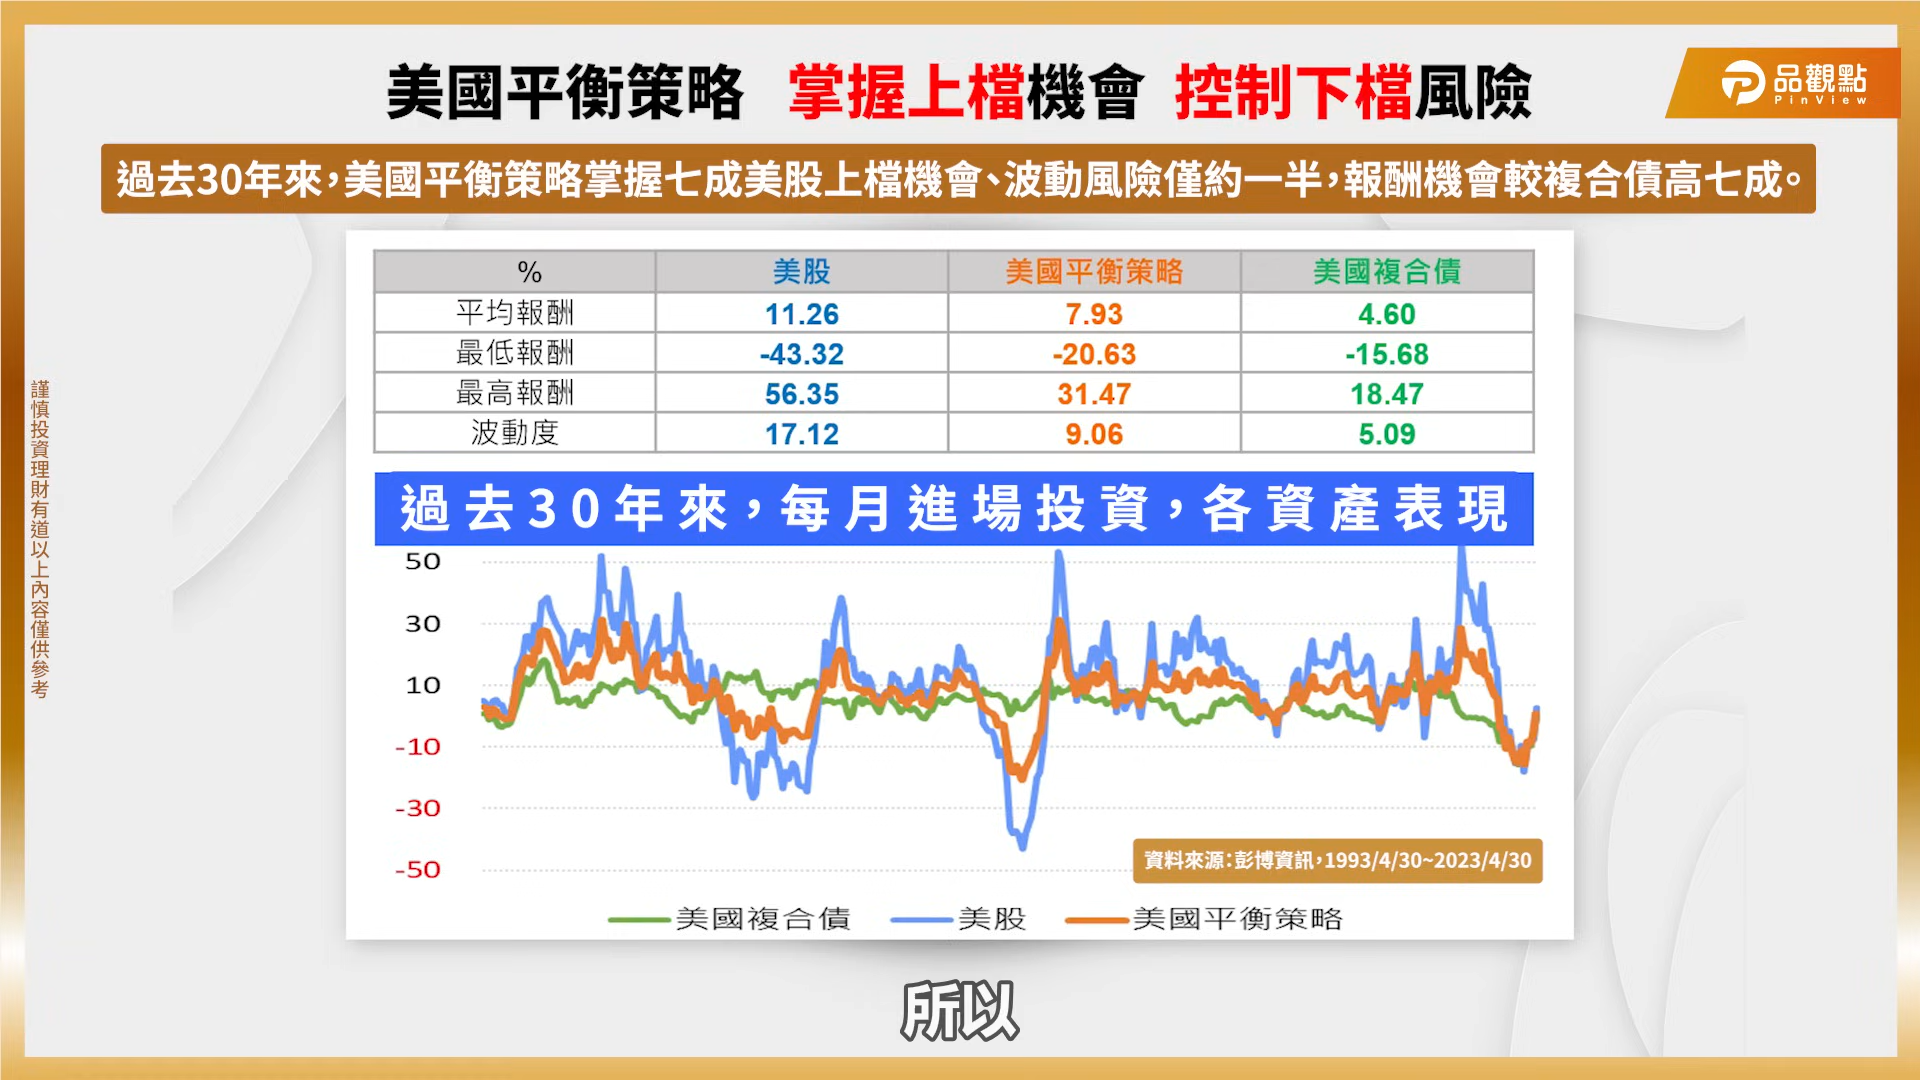 美國平衡策略 掌握上檔機會 控制下檔風險
品觀點
PinView
過去30年來，美國平衡策略掌握七成美股上檔機會、波動風險僅約一半，報酬機會較複合債高七成。
% 美股 美國平衡策略 美國複合債
平均報酬 11.26 7.93 4.60
最低報酬 -43.32 -20.63 -15.68
最高報酬 56.35 31.47 18.47
波動度 17.12 9.06 5.09
謹慎投資理財有道以上內容僅供參考
過去30年來，每月進場投資，各資產表現
50
30
10
-10
-30
-50
資料來源：彭博資訊，1993/4/30~2023/4/30
美國複合債 美股 美國平衡策略
所以